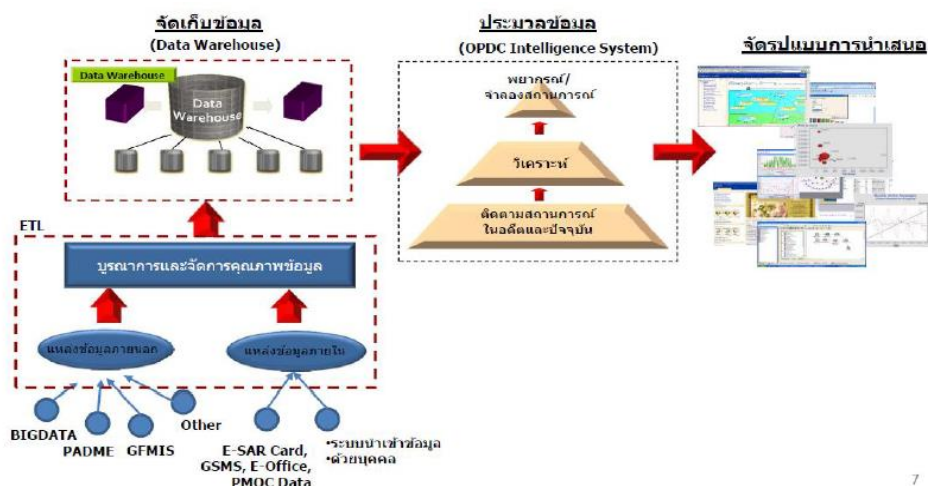 จัดเก็บข้อมูล
(Data Warehouse)
Data Warehouse
Data
Warehouse
ETL
บูรณาการและจัดการคุณภาพข้อมูล
แหล่งข้อมูลภายนอก
แหล่งข้อมูลภายใน
BIGDATA
PADME
GFMIS
Other
E-SAR Card,
GSMS, E-Office,
PMOC Data
•ระบบนำเข้าข้อมูล
•ด้วยบุคคล
ประมาลข้อมูล
(OPDC Intelligence System)
พยากรณ์/
จำลองสถานการณ์
วิเคราะห์
ติดตามสถานการณ์
ในอดีตและปัจจุบัน
จัดรูปแบบการนำเสนอ
7